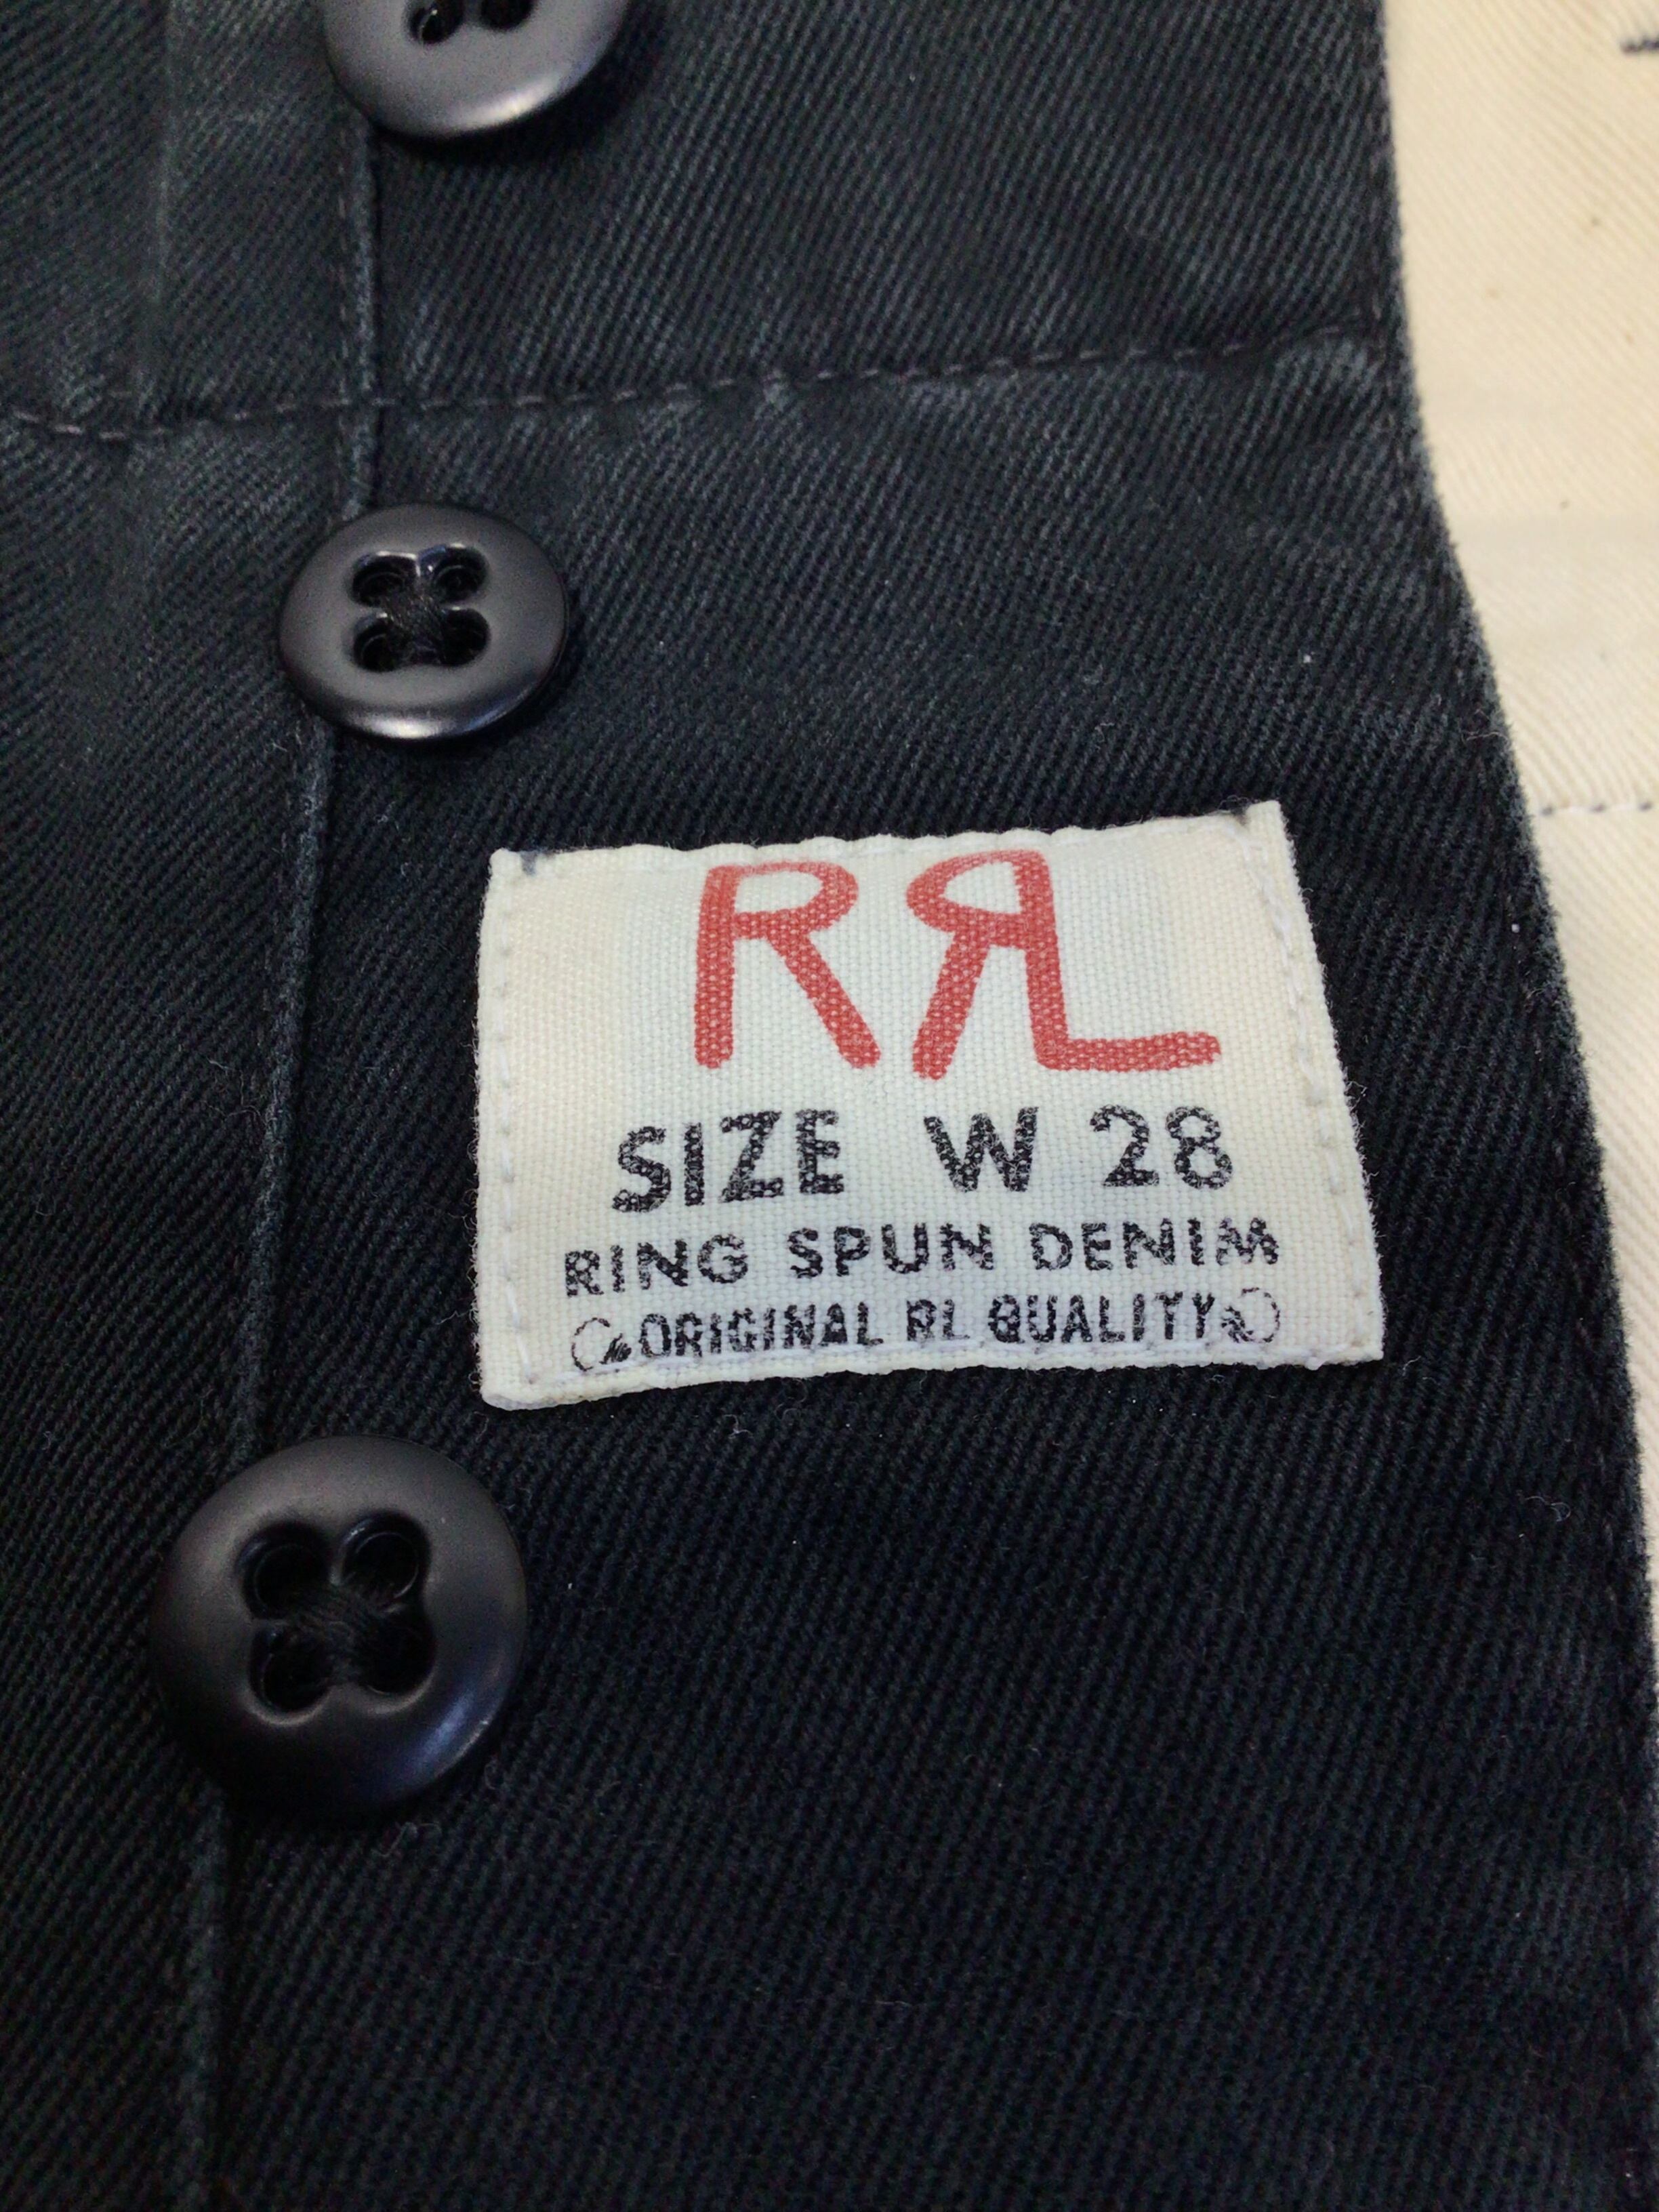 RRL
SIZE W 28
RING SPUN DENIM
ORIGINAL RL QUALITY